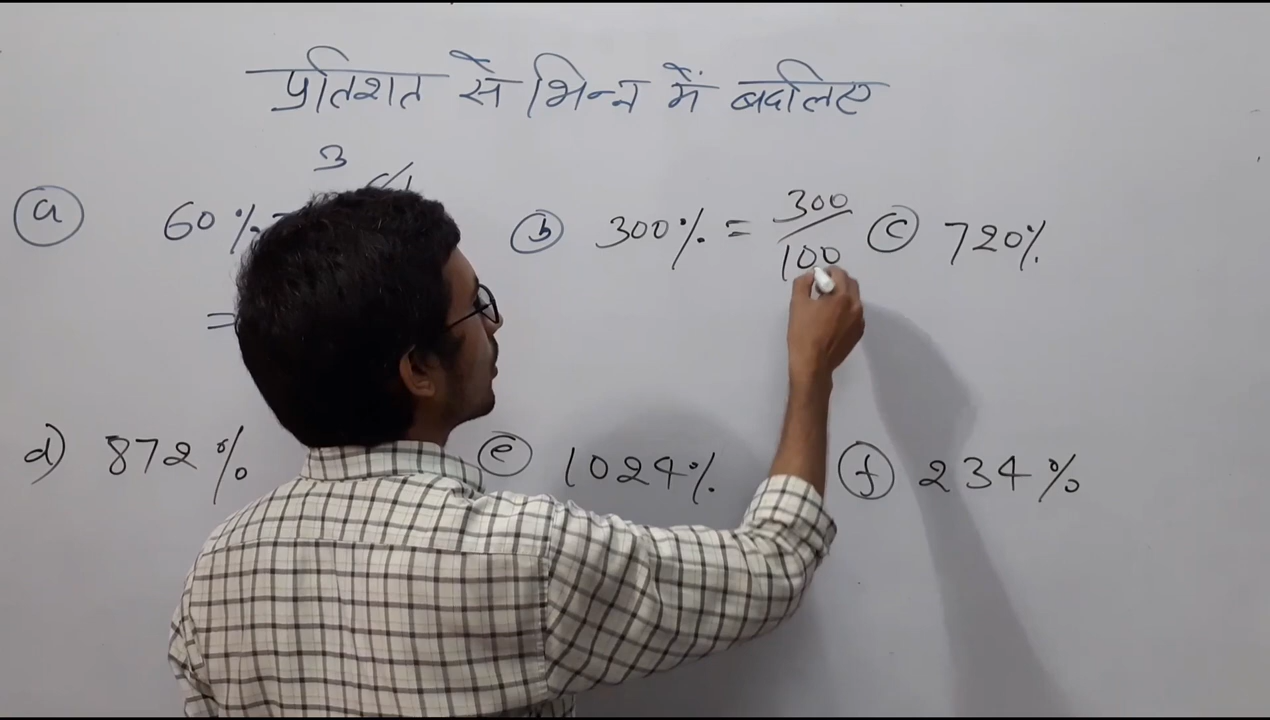 प्रतिशत से भिन्न में बदलिए
3
a 60%
b 300% = 300/100
c 720%
=
d) 872%
e 1024%
f 234%